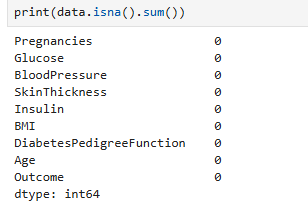 print(data.isna().sum())
Pregnancies 0
Glucose 0
BloodPressure 0
SkinThickness 0
Insulin 0
BMI 0
DiabetesPedigreeFunction 0
Age 0
Outcome 0
dtype: int64